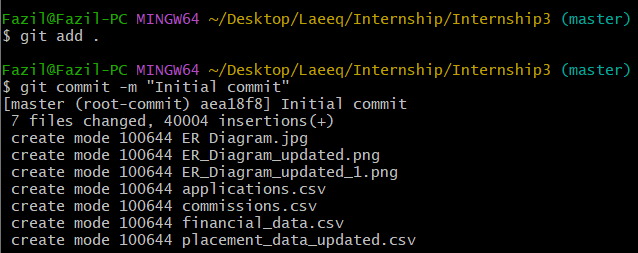 Fazil@Fazil-PC MINGW64 ~/Desktop/Laeeq/Internship/Internship3 (master)
$ git add .
Fazil@Fazil-PC MINGW64 ~/Desktop/Laeeq/Internship/Internship3 (master)
$ git commit -m "Initial commit"
[master (root-commit) aea18f8] Initial commit
 7 files changed, 40004 insertions(+)
 create mode 100644 ER Diagram.jpg
 create mode 100644 ER_Diagram_updated.png
 create mode 100644 ER_Diagram_updated_1.png
 create mode 100644 applications.csv
 create mode 100644 commissions.csv
 create mode 100644 financial_data.csv
 create mode 100644 placement_data_updated.csv